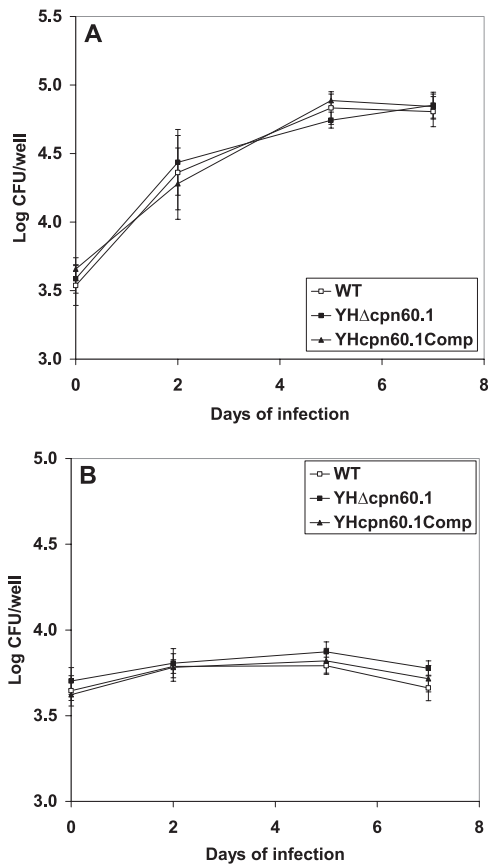 A
5.5
5.0
4.5
4.0
3.5
3.0
Log CFU/well
WT
YHΔcpn60.1
YHcpn60.1Comp
0 2 4 6 8
Days of infection
B
5.0
4.5
4.0
3.5
3.0
Log CFU/well
WT
YHΔcpn60.1
YHcpn60.1Comp
0 2 4 6 8
Days of infection